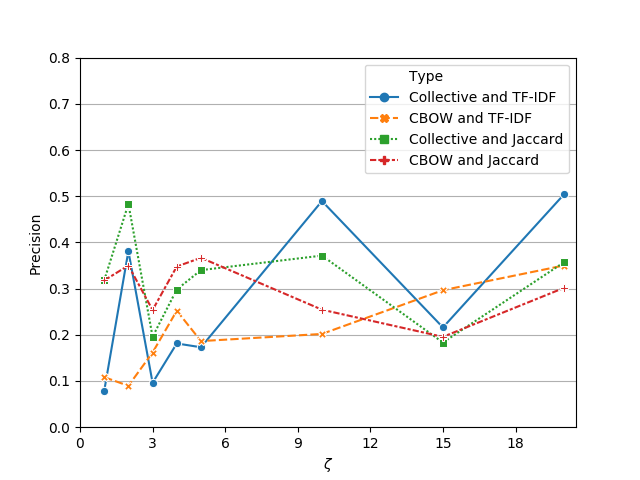 0.8
0.7
0.6
0.5
0.4
0.3
0.2
0.1
0.0
Precision
Type
Collective and TF-IDF
CBOW and TF-IDF
Collective and Jaccard
CBOW and Jaccard
0 3 6 9 12 15 18
ζ